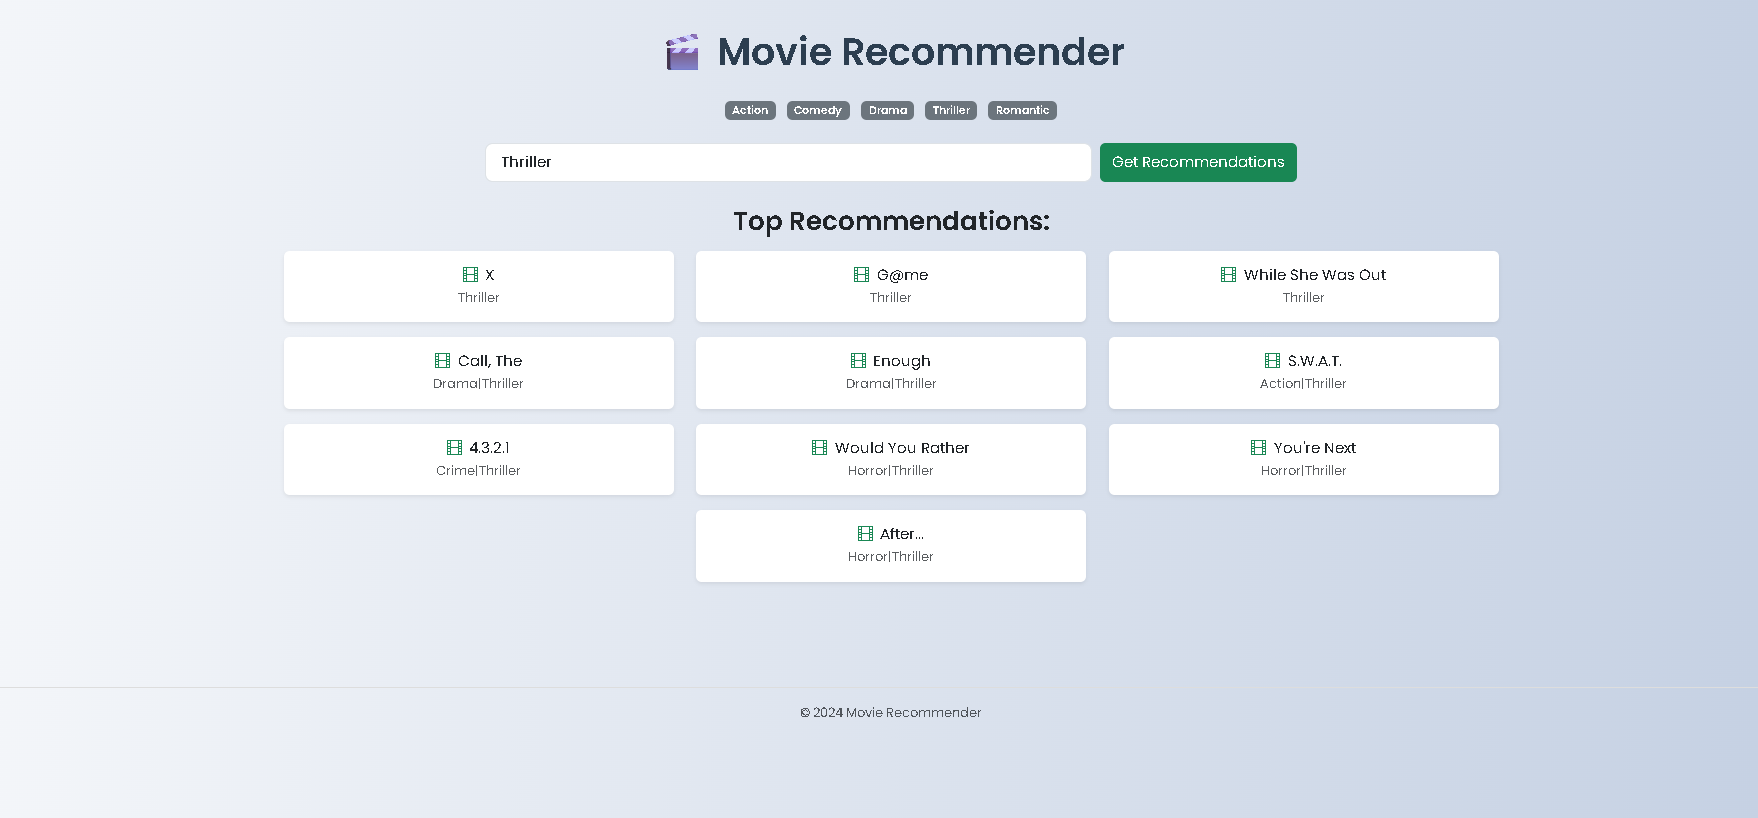 Movie Recommender
Action Comedy Drama Thriller Romantic
Thriller Get Recommendations
Top Recommendations:
X
Thriller
G@me
Thriller
While She Was Out
Thriller
Call, The
Drama|Thriller
Enough
Drama|Thriller
S.W.A.T.
Action|Thriller
4.3.2.1
Crime|Thriller
Would You Rather
Horror|Thriller
You're Next
Horror|Thriller
After...
Horror|Thriller
© 2024 Movie Recommender